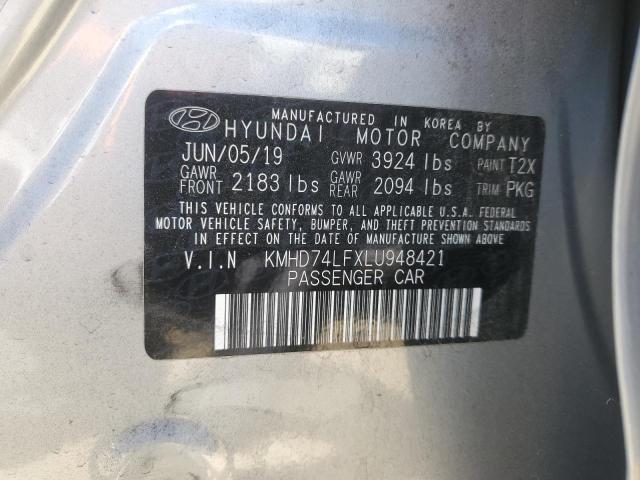 MANUFACTURED IN KOREA BY
HYUNDAI MOTOR COMPANY
JUN/05/19 GVWR 3924 lbs PAINT T2X
GAWR FRONT 2183 lbs GAWR REAR 2094 lbs TRIM PKG
THIS VEHICLE CONFORMS TO ALL APPLICABLE U.S.A. FEDERAL
MOTOR VEHICLE SAFETY, BUMPER, AND THEFT PREVENTION STANDARDS
IN EFFECT ON THE DATE OF MANUFACTURE SHOWN ABOVE.
V.I.N KMHD74LFXLU948421
PASSENGER CAR